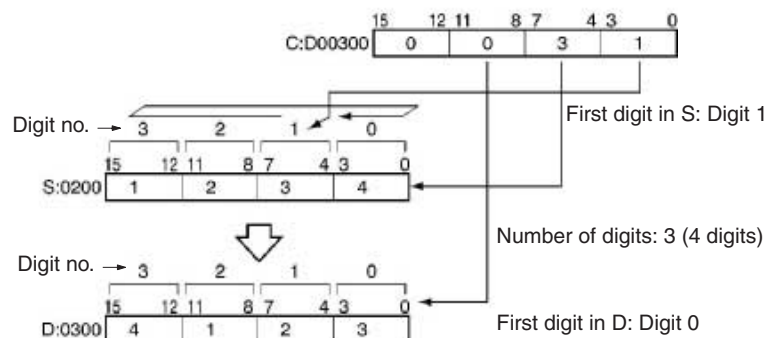 15 12 11 8 7 4 3 0
C:D00300 0 0 3 1
First digit in S: Digit 1
Digit no. → 3 2 1 0
15 12 11 8 7 4 3 0
S:0200 1 2 3 4
Number of digits: 3 (4 digits)
Digit no. → 3 2 1 0
15 12 11 8 7 4 3 0
First digit in D: Digit 0
D:0300 4 1 2 3